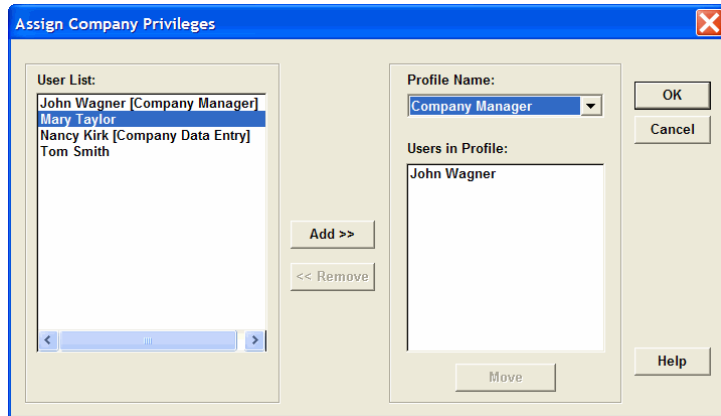 Assign Company Privileges
User List:
John Wagner [Company Manager]
Mary Taylor
Nancy Kirk [Company Data Entry]
Tom Smith
Add >>
<< Remove
Profile Name:
Company Manager
Users in Profile:
John Wagner
Move
OK
Cancel
Help